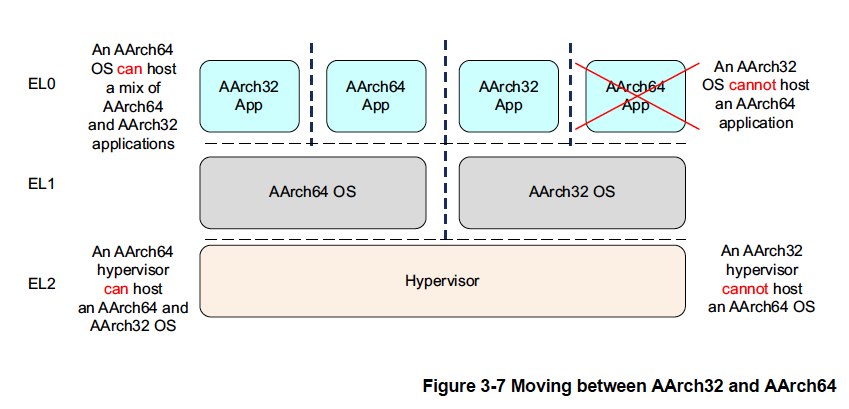 An AArch64
OS can host
a mix of
AArch64
and AArch32
applications
EL0
AArch32
App
AArch64
App
AArch32
App
AArch64
App
An AArch32
OS cannot host
an AArch64
application
EL1
AArch64 OS
AArch32 OS
An AArch64
hypervisor
can host
an AArch64 and
AArch32 OS
EL2
Hypervisor
An AArch32
hypervisor
cannot host
an AArch64 OS
Figure 3-7 Moving between AArch32 and AArch64